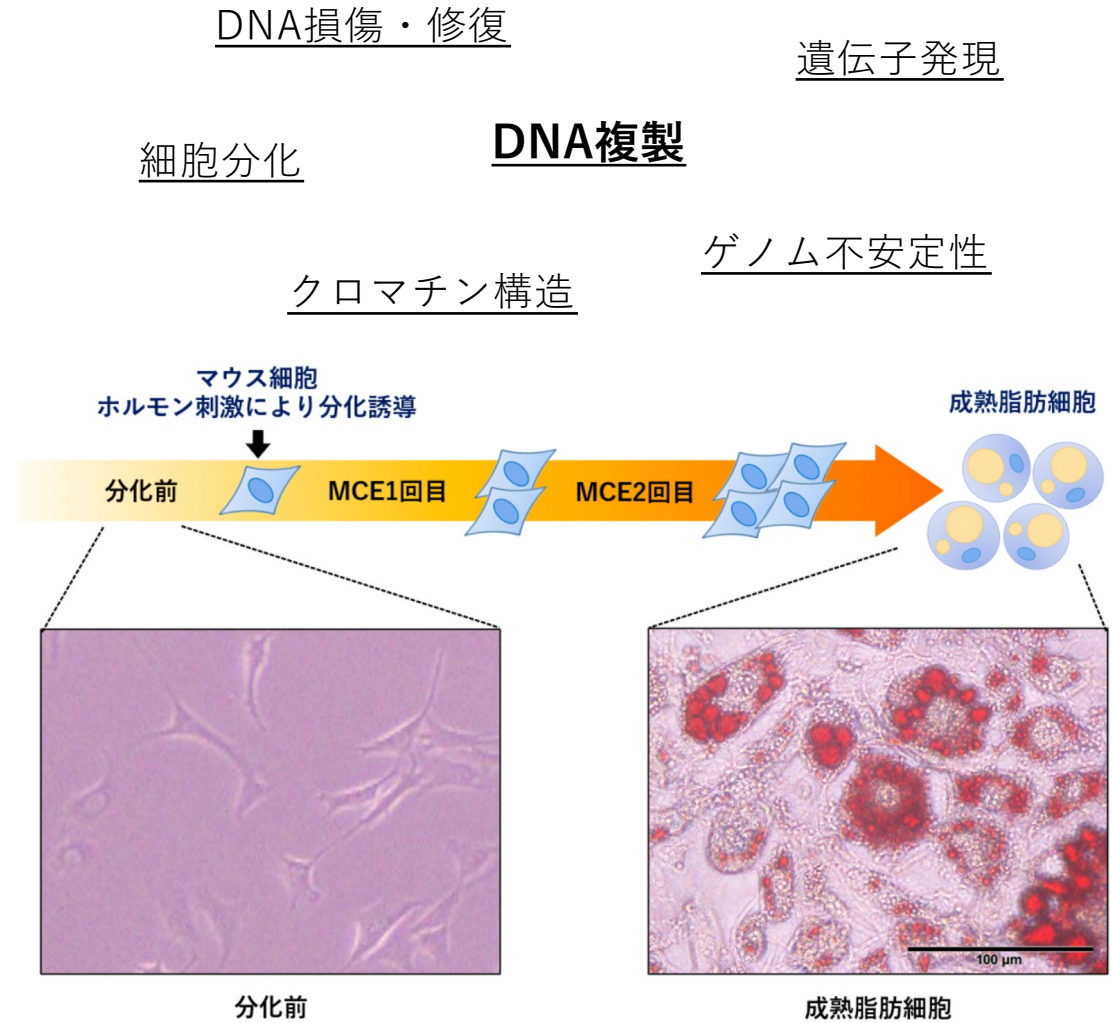 DNA損傷・修復
遺伝子発現
DNA複製
細胞分化
ゲノム不安定性
クロマチン構造
マウス細胞
ホルモン刺激により分化誘導
成熟脂肪細胞
分化前
MCE1回目
MCE2回目
100 μm
分化前
成熟脂肪細胞